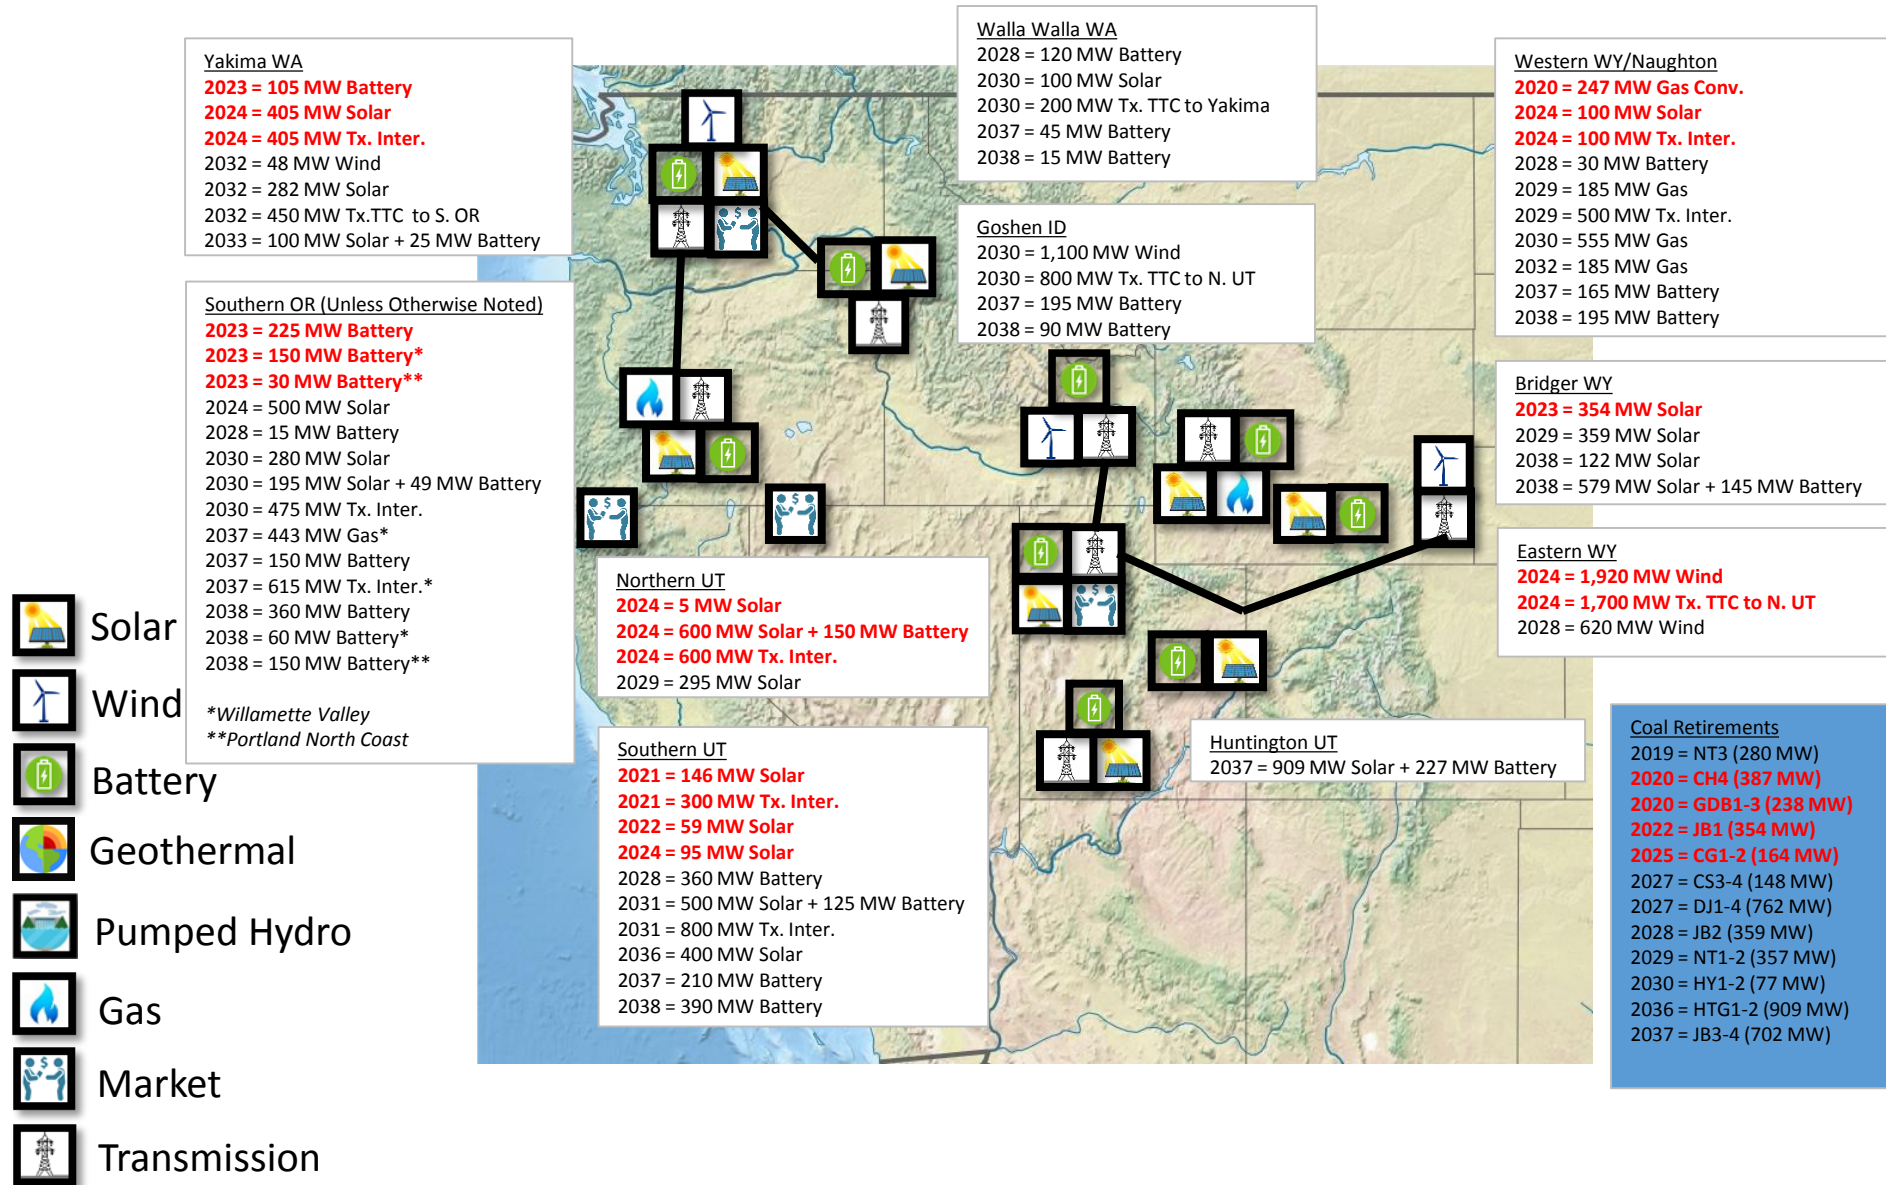 Yakima WA
2023 = 105 MW Battery
2024 = 405 MW Solar
2024 = 405 MW Tx. Inter.
2032 = 48 MW Wind
2032 = 282 MW Solar
2032 = 450 MW Tx.TTC  to S. OR
2033 = 100 MW Solar + 25 MW Battery
Southern OR (Unless Otherwise Noted)
2023 = 225 MW Battery
2023 = 150 MW Battery*
2023 = 30 MW Battery**
2024 = 500 MW Solar
2028 = 15 MW Battery
2030 = 280 MW Solar
2030 = 195 MW Solar + 49 MW Battery
2030 = 475 MW Tx. Inter.
2037 = 443 MW Gas*
2037 = 150 MW Battery
2037 = 615 MW Tx. Inter.*
2038 = 360 MW Battery
2038 = 60 MW Battery*
2038 = 150 MW Battery**
*Willamette Valley
**Portland North Coast
Walla Walla WA
2028 = 120 MW Battery
2030 = 100 MW Solar
2030 = 200 MW Tx. TTC to Yakima
2037 = 45 MW Battery
2038 = 15 MW Battery
Goshen ID
2030 = 1,100 MW Wind
2030 = 800 MW Tx. TTC to N. UT
2037 = 195 MW Battery
2038 = 90 MW Battery
Western WY/Naughton
2020 = 247 MW Gas Conv.
2024 = 100 MW Solar
2024 = 100 MW Tx. Inter.
2028 = 30 MW Battery
2029 = 185 MW Gas
2029 = 500 MW Tx. Inter.
2030 = 555 MW Gas
2032 = 185 MW Gas
2037 = 165 MW Battery
2038 = 195 MW Battery
Bridger WY
2023 = 354 MW Solar
2029 = 359 MW Solar
2038 = 122 MW Solar
2038 = 579 MW Solar + 145 MW Battery
Eastern WY
2024 = 1,920 MW Wind
2024 = 1,700 MW Tx. TTC to N. UT
2028 = 620 MW Wind
Northern UT
2024 = 5 MW Solar
2024 = 600 MW Solar + 150 MW Battery
2024 = 600 MW Tx. Inter.
2029 = 295 MW Solar
Southern UT
2021 = 146 MW Solar
2021 = 300 MW Tx. Inter.
2022 = 59 MW Solar
2024 = 95 MW Solar
2028 = 360 MW Battery
2031 = 500 MW Solar + 125 MW Battery
2031 = 800 MW Tx. Inter.
2036 = 400 MW Solar
2037 = 210 MW Battery
2038 = 390 MW Battery
Huntington UT
2037 = 909 MW Solar + 227 MW Battery
Coal Retirements
2019 = NT3 (280 MW)
2020 = CH4 (387 MW)
2020 = GDB1-3 (238 MW)
2022 = JB1 (354 MW)
2025 = CG1-2 (164 MW)
2027 = CS3-4 (148 MW)
2027 = DJ1-4 (762 MW)
2028 = JB2 (359 MW)
2029 = NT1-2 (357 MW)
2030 = HY1-2 (77 MW)
2036 = HTG1-2 (909 MW)
2037 = JB3-4 (702 MW)
Solar
Wind
Battery
Geothermal
Pumped Hydro
Gas
Market
Transmission